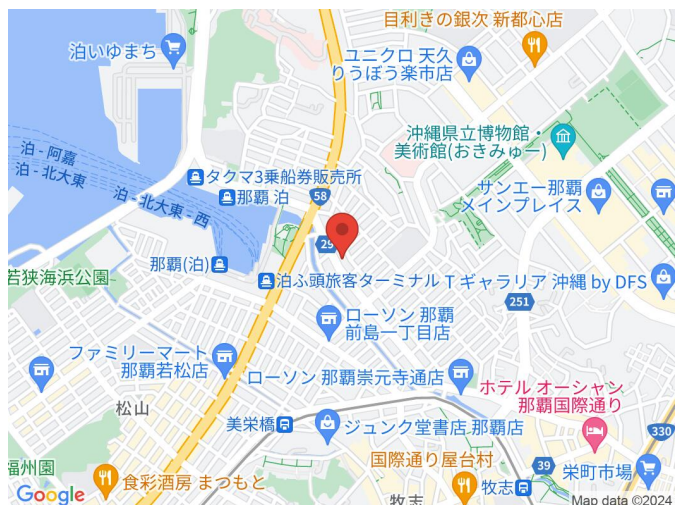 目利きの銀次 新都心店
泊いゆまち
ユニクロ 天久
りうぼう楽市店
沖縄県立博物館・
美術館(おきみゅー)
泊 - 阿嘉
泊 - 北大東
泊 - 北大東 - 西
タクマ3乗船券販売所
那覇 泊
58
サンエー那覇
メインプレイス
25
那覇(泊)
若狭海浜公園
泊ふ頭旅客ターミナル
Tギャラリア 沖縄 by DFS
251
ローソン 那覇
前島一丁目店
ファミリーマート
那覇若松店
ローソン 那覇崇元寺通店
松山
ホテル オーシャン
那覇国際通り
美栄橋
ジュンク堂書店 那覇店
330
福州園
食彩酒房 まつもと
国際通り屋台村
39
栄町市場
牧志
牧志
Google
Map data ©2024